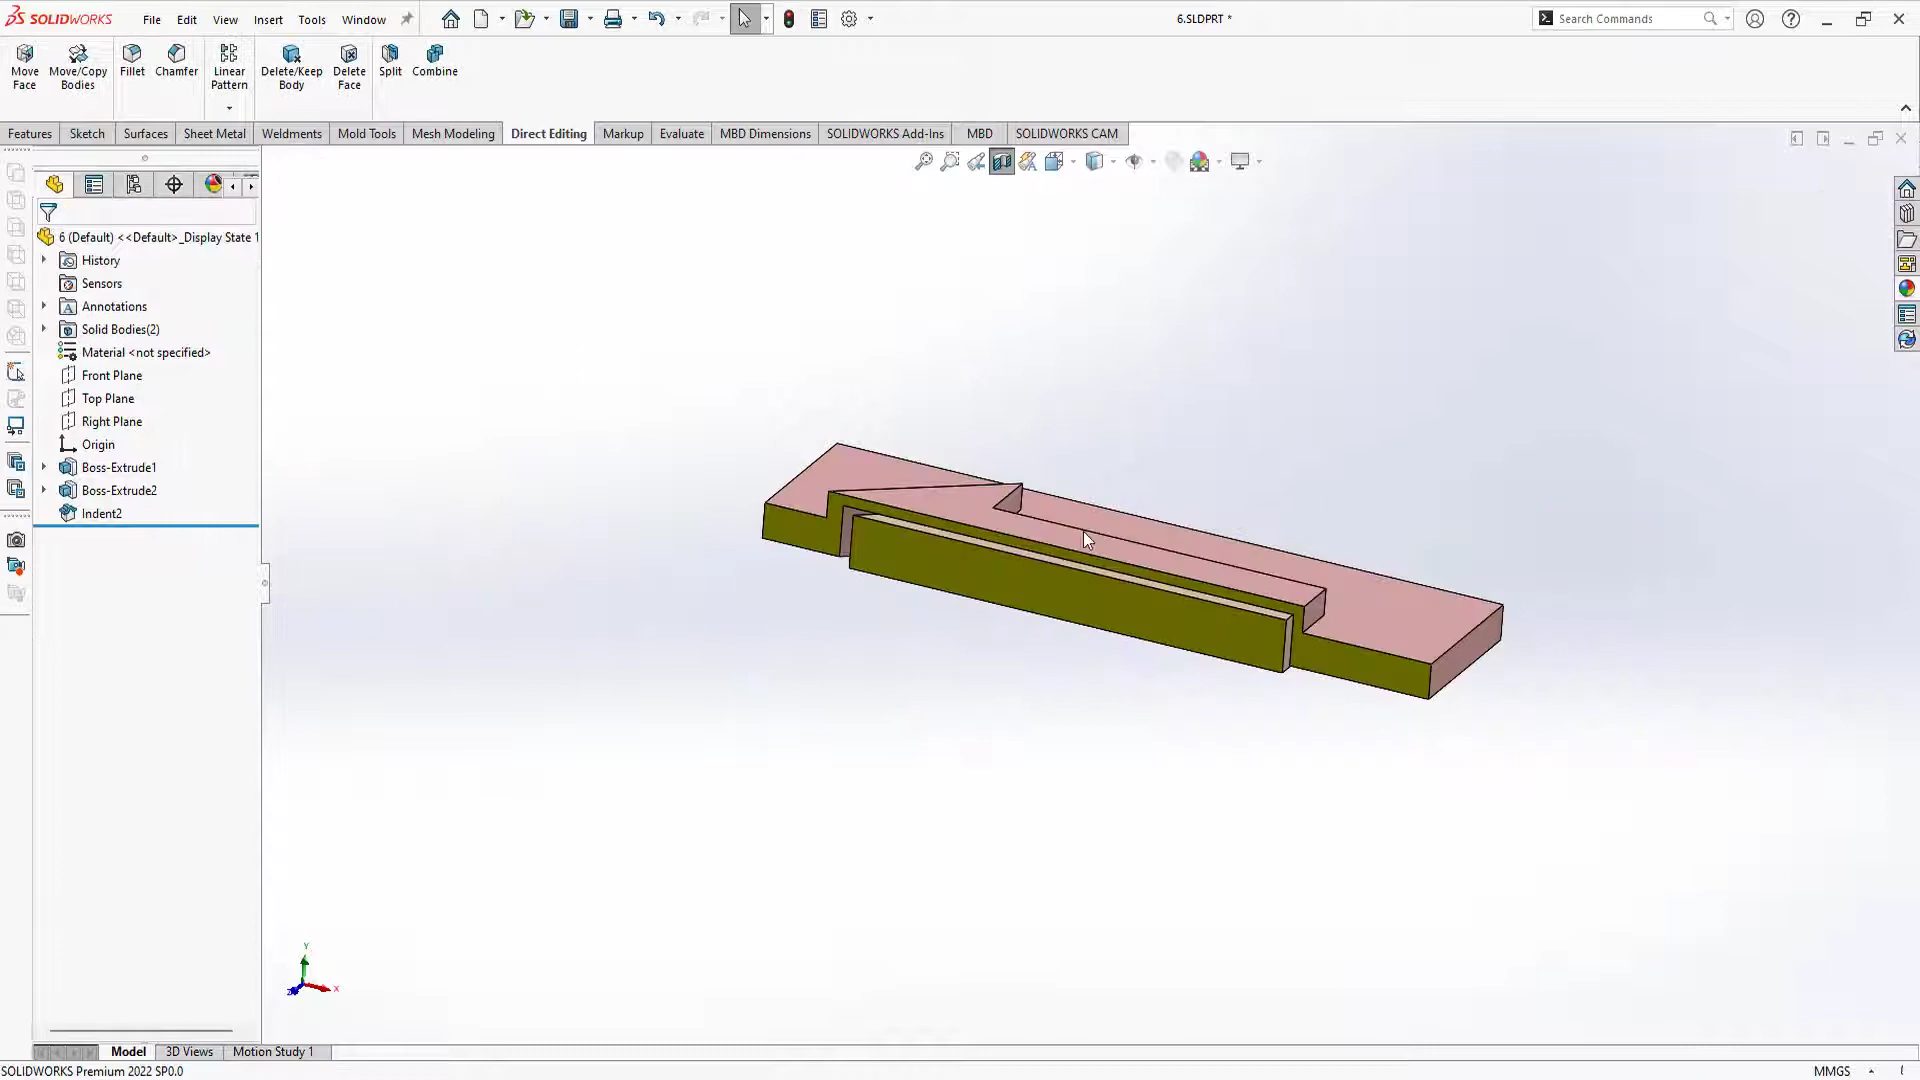 SOLIDWORKS File Edit View Insert Tools Window 6.SLDPRT * Search Commands
Move Face Move/Copy Bodies Fillet Chamfer Linear Pattern Delete/Keep Body Delete Face Split Combine
Features Sketch Surfaces Sheet Metal Weldments Mold Tools Mesh Modeling Direct Editing Markup Evaluate MBD Dimensions SOLIDWORKS Add-Ins MBD SOLIDWORKS CAM
6 (Default) <<Default>_Display State 1
History
Sensors
Annotations
Solid Bodies(2)
Material <not specified>
Front Plane
Top Plane
Right Plane
Origin
Boss-Extrude1
Boss-Extrude2
Indent2
Y
Z X
Model 3D Views Motion Study 1
SOLIDWORKS Premium 2022 SP0.0 MMGS